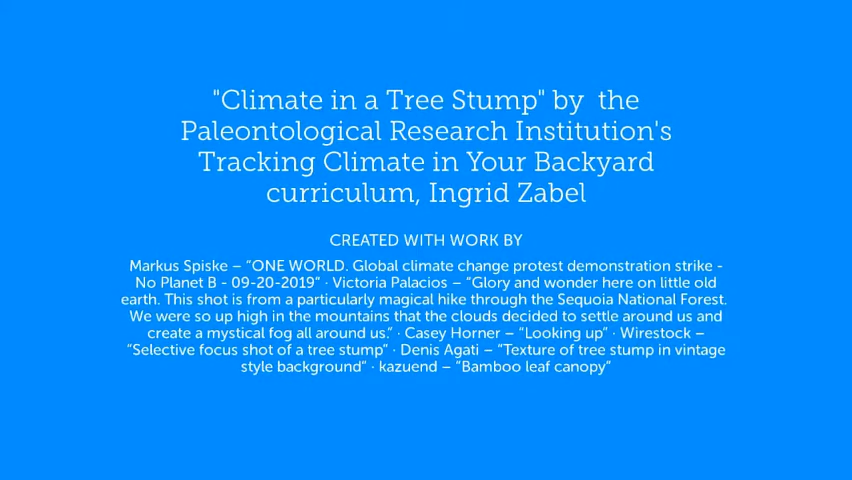 "Climate in a Tree Stump" by  the
Paleontological Research Institution's
Tracking Climate in Your Backyard
curriculum, Ingrid Zabel
CREATED WITH WORK BY
Markus Spiske – “ONE WORLD. Global climate change protest demonstration strike -
No Planet B - 09-20-2019” · Victoria Palacios – “Glory and wonder here on little old
earth. This shot is from a particularly magical hike through the Sequoia National Forest.
We were so up high in the mountains that the clouds decided to settle around us and
create a mystical fog all around us.” · Casey Horner – “Looking up” · Wirestock –
“Selective focus shot of a tree stump” · Denis Agati – “Texture of tree stump in vintage
style background” · kazuend – “Bamboo leaf canopy”